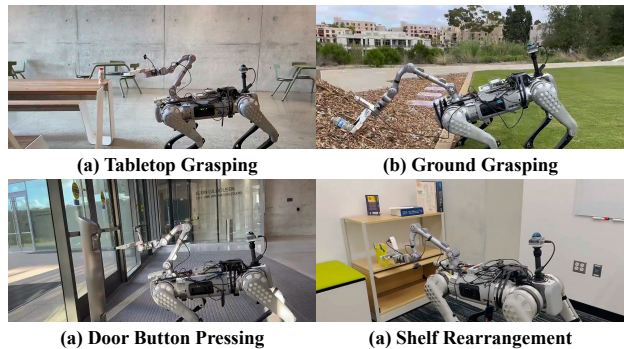 (a) Tabletop Grasping
(b) Ground Grasping
(a) Door Button Pressing
(a) Shelf Rearrangement